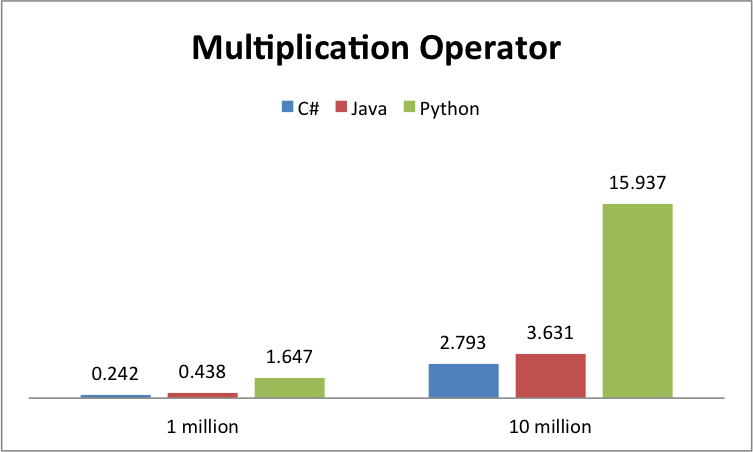 Multiplication Operator
C# Java Python
0.242 0.438 1.647 2.793 3.631 15.937
1 million 10 million